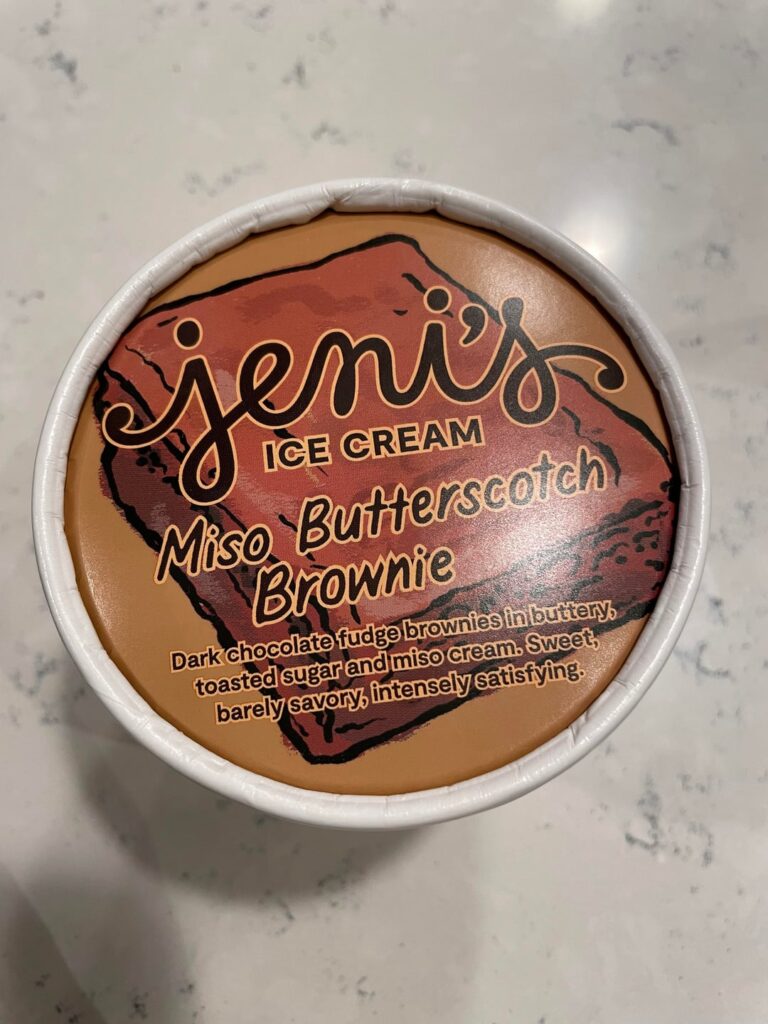 jeni's
ICE CREAM
Miso Butterscotch
Brownie
Dark chocolate fudge brownies in buttery,
toasted sugar and miso cream. Sweet,
barely savory, intensely satisfying.